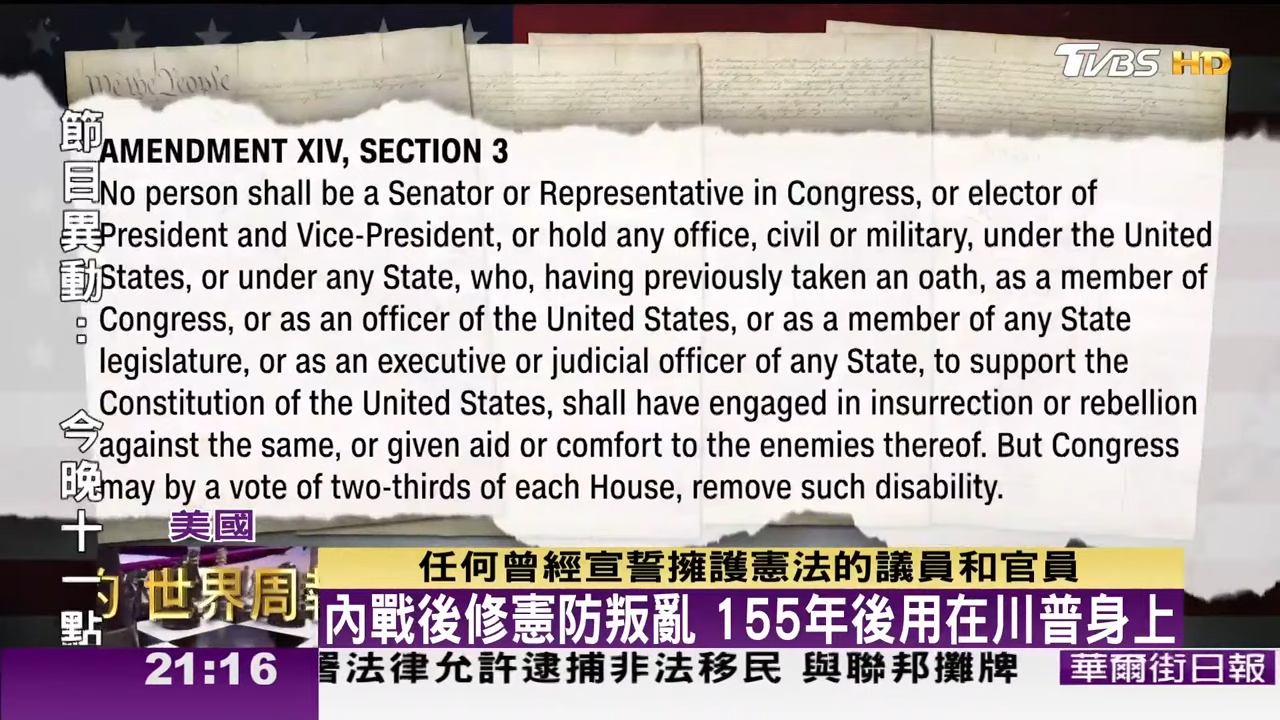 We the People
TVBS HD
節目異動： 今晚十一點
AMENDMENT XIV, SECTION 3
No person shall be a Senator or Representative in Congress, or elector of
President and Vice-President, or hold any office, civil or military, under the United
States, or under any State, who, having previously taken an oath, as a member of
Congress, or as an officer of the United States, or as a member of any State
legislature, or as an executive or judicial officer of any State, to support the
Constitution of the United States, shall have engaged in insurrection or rebellion
against the same, or given aid or comfort to the enemies thereof. But Congress
may by a vote of two-thirds of each House, remove such disability.
美國
的 世界周報
任何曾經宣誓擁護憲法的議員和官員
內戰後修憲防叛亂 155年後用在川普身上
21:16
署法律允許逮捕非法移民 與聯邦攤牌
華爾街日報